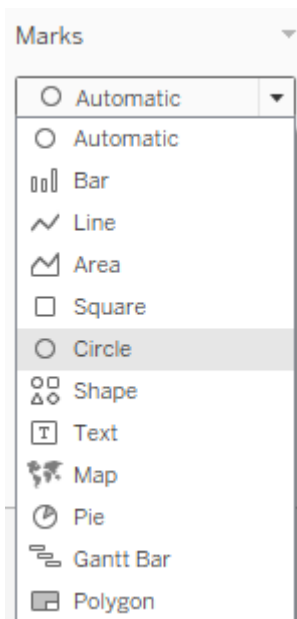 Marks
Automatic
Automatic
Bar
Line
Area
Square
Circle
Shape
T Text
Map
Pie
Gantt Bar
Polygon